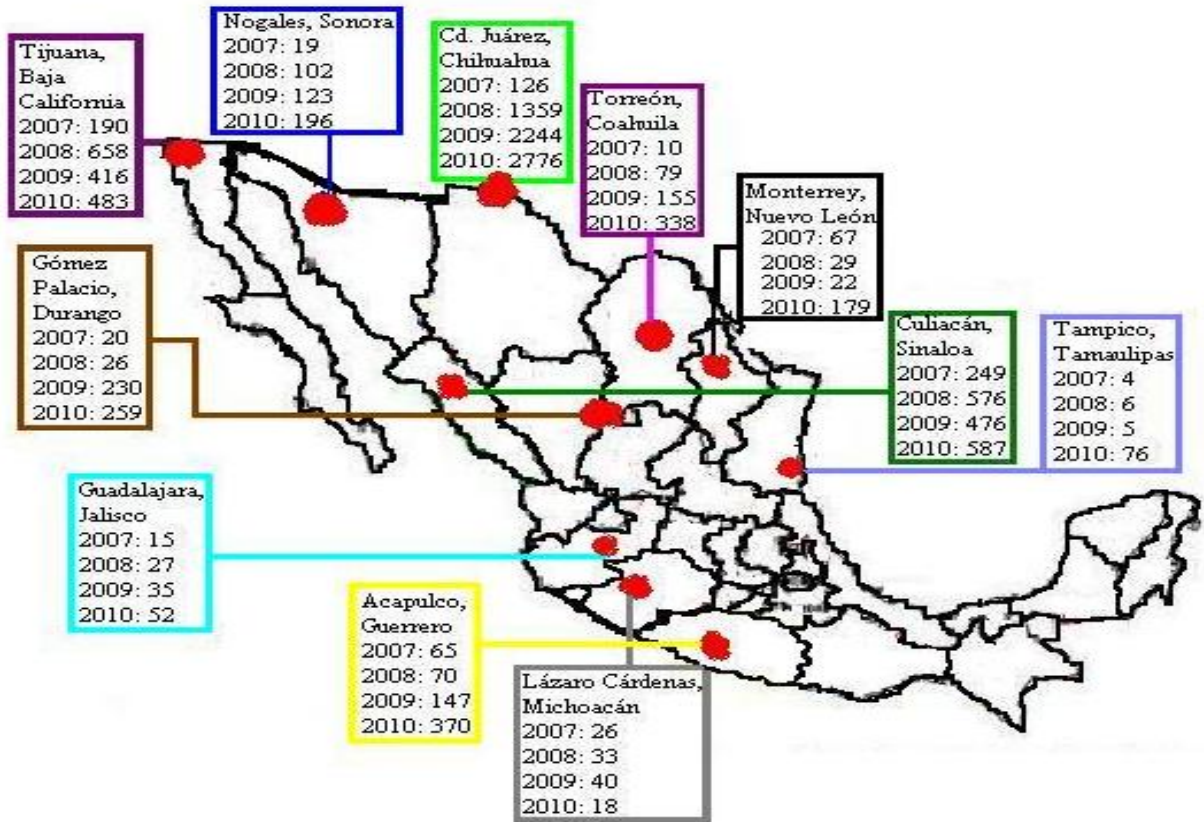 Tijuana,
Baja
California
2007: 190
2008: 658
2009: 416
2010: 483
Nogales, Sonora
2007: 19
2008: 102
2009: 123
2010: 196
Cd. Juárez,
Chihuahua
2007: 126
2008: 1359
2009: 2244
2010: 2776
Torreón,
Coahuila
2007: 10
2008: 79
2009: 155
2010: 338
Monterrey,
Nuevo León
2007: 67
2008: 29
2009: 22
2010: 179
Gómez
Palacio,
Durango
2007: 20
2008: 26
2009: 230
2010: 259
Culiacán,
Sinaloa
2007: 249
2008: 576
2009: 476
2010: 587
Tampico,
Tamaulipas
2007: 4
2008: 6
2009: 5
2010: 76
Guadalajara,
Jalisco
2007: 15
2008: 27
2009: 35
2010: 52
Acapulco,
Guerrero
2007: 65
2008: 70
2009: 147
2010: 370
Lázaro Cárdenas,
Michoacán
2007: 26
2008: 33
2009: 40
2010: 18